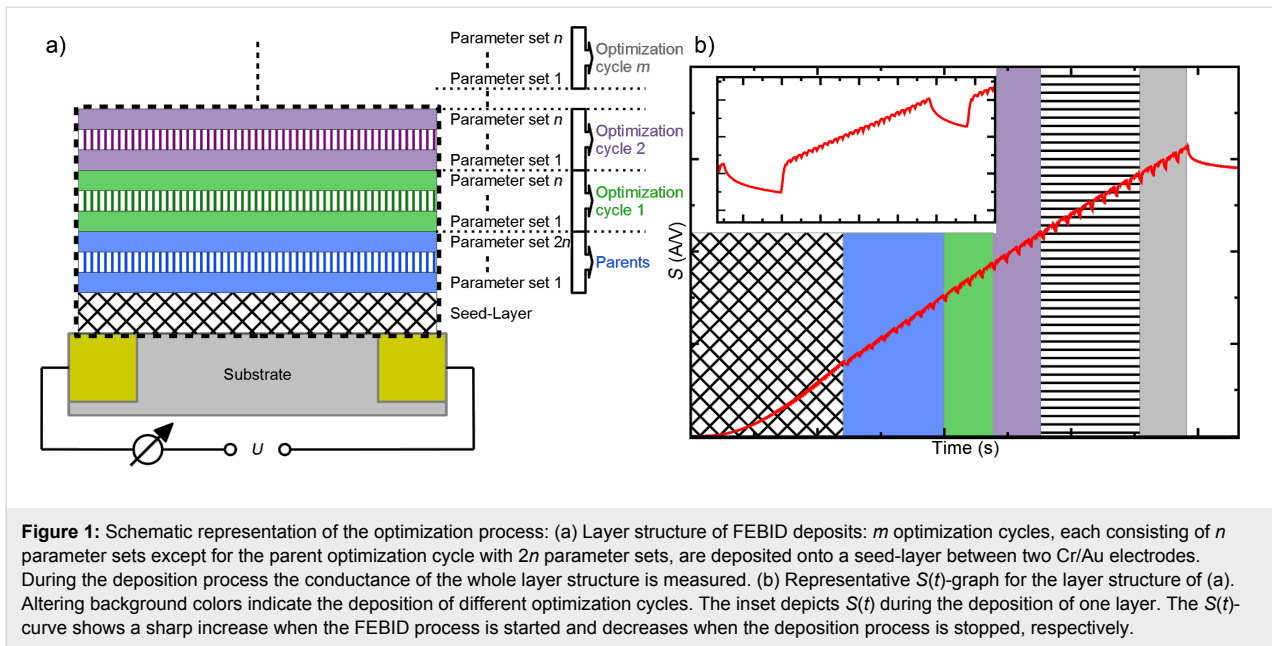 a)
Parameter set n
Parameter set 1
Optimization
cycle m
Parameter set n
Parameter set 1
Optimization
cycle 2
Parameter set n
Parameter set 1
Optimization
cycle 1
Parameter set 2n
Parameter set 1
Parents
Seed-Layer
Substrate
U
b)
S (A/V)
Time (s)
Figure 1: Schematic representation of the optimization process: (a) Layer structure of FEBID deposits: m optimization cycles, each consisting of n
parameter sets except for the parent optimization cycle with 2n parameter sets, are deposited onto a seed-layer between two Cr/Au electrodes.
During the deposition process the conductance of the whole layer structure is measured. (b) Representative S(t)-graph for the layer structure of (a).
Altering background colors indicate the deposition of different optimization cycles. The inset depicts S(t) during the deposition of one layer. The S(t)-
curve shows a sharp increase when the FEBID process is started and decreases when the deposition process is stopped, respectively.